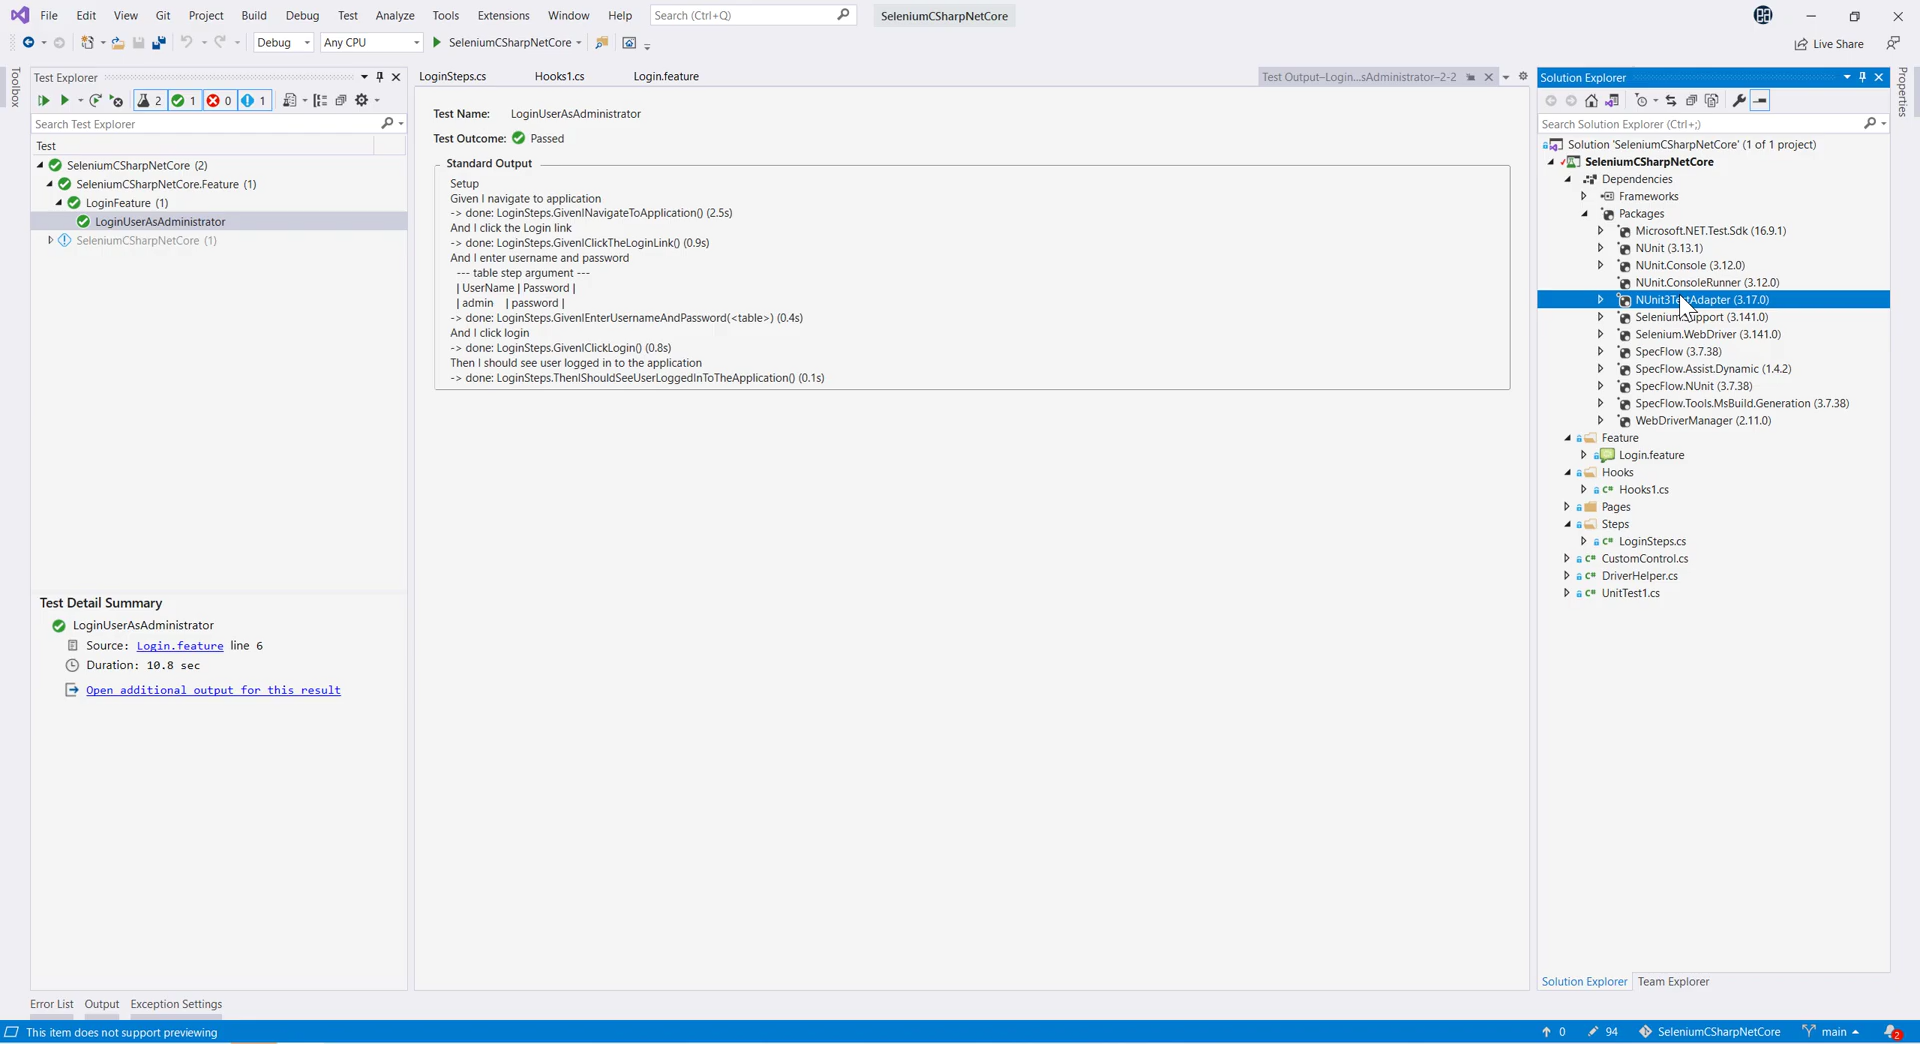 File Edit View Git Project Build Debug Test Analyze Tools Extensions Window Help Search (Ctrl+Q) SeleniumCSharpNetCore
Debug Any CPU SeleniumCSharpNetCore Live Share
Toolbox
Test Explorer
2 1 0 1
Search Test Explorer
Test
SeleniumCSharpNetCore (2)
SeleniumCSharpNetCore.Feature (1)
LoginFeature (1)
LoginUserAsAdministrator
SeleniumCSharpNetCore (1)
Test Detail Summary
LoginUserAsAdministrator
Source: Login.feature line 6
Duration: 10.8 sec
Open additional output for this result
LoginSteps.cs Hooks1.cs Login.feature Test Output–Login...sAdministrator–2-2
Test Name: LoginUserAsAdministrator
Test Outcome: Passed
Standard Output
Setup
Given I navigate to application
-> done: LoginSteps.GivenINavigateToApplication() (2.5s)
And I click the Login link
-> done: LoginSteps.GivenIClickTheLoginLink() (0.9s)
And I enter username and password
--- table step argument ---
| UserName | Password |
| admin | password |
-> done: LoginSteps.GivenIEnterUsernameAndPassword(<table>) (0.4s)
And I click login
-> done: LoginSteps.GivenIClickLogin() (0.8s)
Then I should see user logged in to the application
-> done: LoginSteps.ThenIShouldSeeUserLoggedInToTheApplication() (0.1s)
Solution Explorer
Search Solution Explorer (Ctrl+;)
Solution 'SeleniumCSharpNetCore' (1 of 1 project)
SeleniumCSharpNetCore
Dependencies
Frameworks
Packages
Microsoft.NET.Test.Sdk (16.9.1)
NUnit (3.13.1)
NUnit.Console (3.12.0)
NUnit.ConsoleRunner (3.12.0)
NUnit3TestAdapter (3.17.0)
Selenium.Support (3.141.0)
Selenium.WebDriver (3.141.0)
SpecFlow (3.7.38)
SpecFlow.Assist.Dynamic (1.4.2)
SpecFlow.NUnit (3.7.38)
SpecFlow.Tools.MsBuild.Generation (3.7.38)
WebDriverManager (2.11.0)
Feature
Login.feature
Hooks
C# Hooks1.cs
Pages
Steps
C# LoginSteps.cs
C# CustomControl.cs
C# DriverHelper.cs
C# UnitTest1.cs
Solution Explorer Team Explorer
Properties
Error List Output Exception Settings
This item does not support previewing 0 94 SeleniumCSharpNetCore main 2